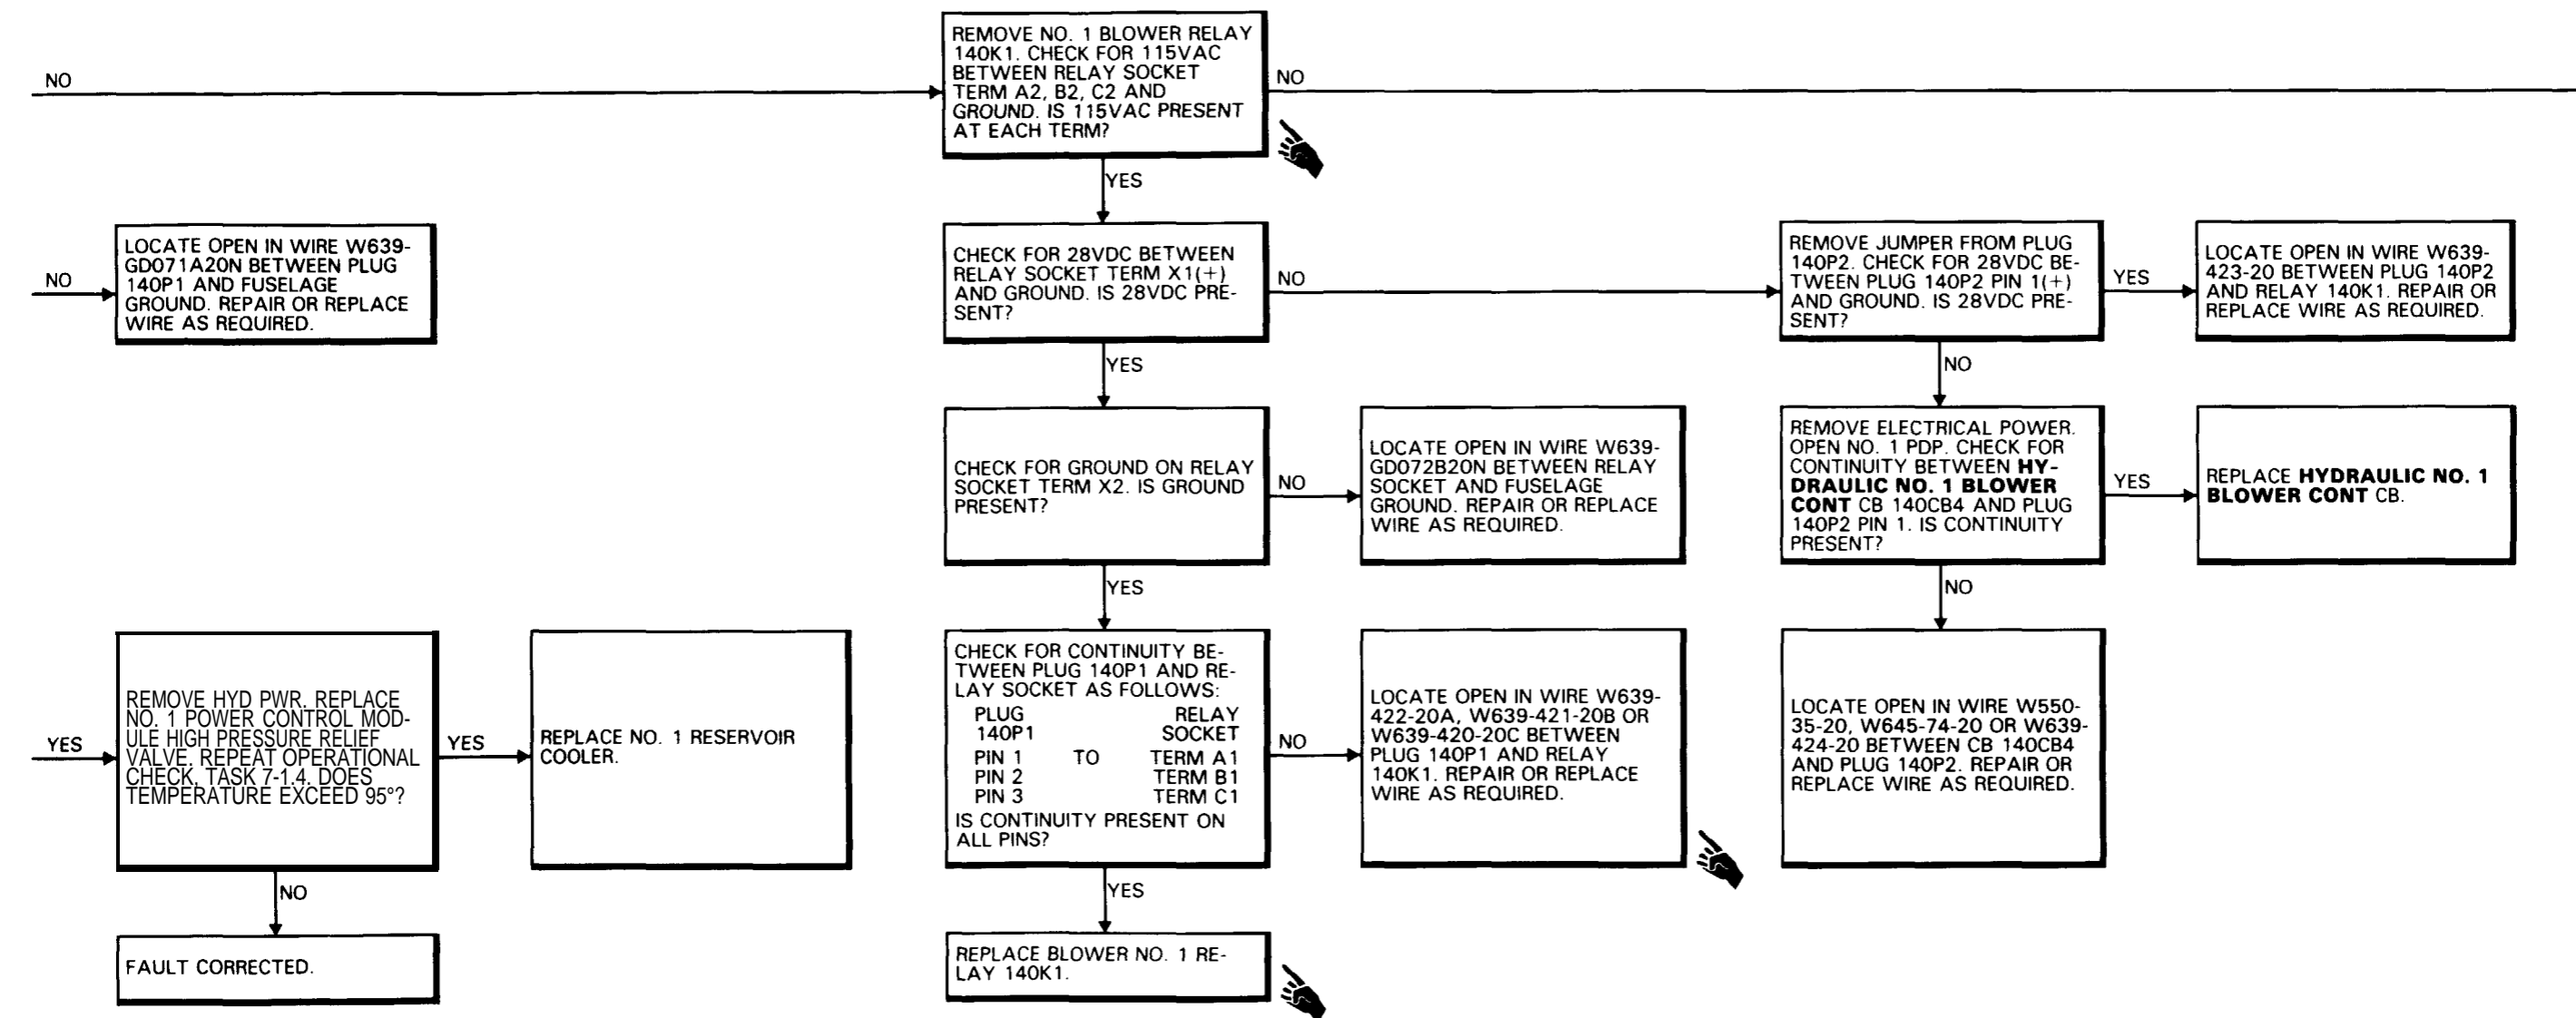 NO
REMOVE NO. 1 BLOWER RELAY
140K1. CHECK FOR 115VAC
BETWEEN RELAY SOCKET
TERM A2, B2, C2 AND
GROUND. IS 115VAC PRESENT
AT EACH TERM?
NO
YES
NO
LOCATE OPEN IN WIRE W639-
GD071A20N BETWEEN PLUG
140P1 AND FUSELAGE
GROUND. REPAIR OR REPLACE
WIRE AS REQUIRED.
CHECK FOR 28VDC BETWEEN
RELAY SOCKET TERM X1(+)
AND GROUND. IS 28VDC PRE-
SENT?
NO
REMOVE JUMPER FROM PLUG
140P2. CHECK FOR 28VDC BE-
TWEEN PLUG 140P2 PIN 1(+)
AND GROUND. IS 28VDC PRE-
SENT?
YES
LOCATE OPEN IN WIRE W639-
423-20 BETWEEN PLUG 140P2
AND RELAY 140K1. REPAIR OR
REPLACE WIRE AS REQUIRED.
YES
NO
CHECK FOR GROUND ON RELAY
SOCKET TERM X2. IS GROUND
PRESENT?
NO
LOCATE OPEN IN WIRE W639-
GD072B20N BETWEEN RELAY
SOCKET AND FUSELAGE
GROUND. REPAIR OR REPLACE
WIRE AS REQUIRED.
REMOVE ELECTRICAL POWER.
OPEN NO. 1 PDP. CHECK FOR
CONTINUITY BETWEEN HY-
DRAULIC NO. 1 BLOWER
CONT CB 140CB4 AND PLUG
140P2 PIN 1. IS CONTINUITY
PRESENT?
YES
REPLACE HYDRAULIC NO. 1
BLOWER CONT CB.
YES
NO
YES
REMOVE HYD PWR. REPLACE
NO. 1 POWER CONTROL MOD-
ULE HIGH PRESSURE RELIEF
VALVE. REPEAT OPERATIONAL
CHECK, TASK 7-1.4. DOES
TEMPERATURE EXCEED 95°?
YES
REPLACE NO. 1 RESERVOIR
COOLER.
CHECK FOR CONTINUITY BE-
TWEEN PLUG 140P1 AND RE-
LAY SOCKET AS FOLLOWS:
PLUG RELAY
140P1 SOCKET
PIN 1 TO TERM A1
PIN 2 TERM B1
PIN 3 TERM C1
IS CONTINUITY PRESENT ON
ALL PINS?
NO
LOCATE OPEN IN WIRE W639-
422-20A, W639-421-20B OR
W639-420-20C BETWEEN
PLUG 140P1 AND RELAY
140K1. REPAIR OR REPLACE
WIRE AS REQUIRED.
LOCATE OPEN IN WIRE W550-
35-20, W645-74-20 OR W639-
424-20 BETWEEN CB 140CB4
AND PLUG 140P2. REPAIR OR
REPLACE WIRE AS REQUIRED.
NO
YES
FAULT CORRECTED.
REPLACE BLOWER NO. 1 RE-
LAY 140K1.